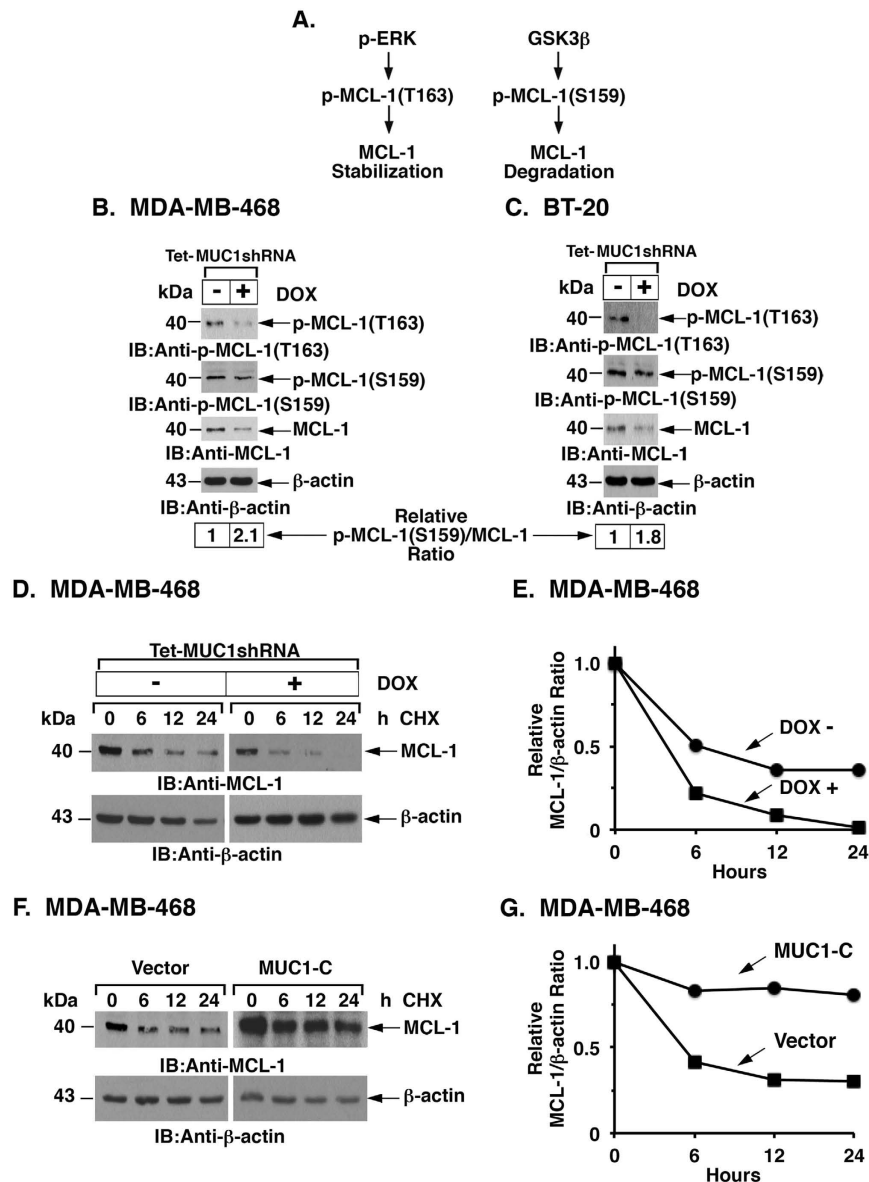 A.
p-ERK GSK3β
p-MCL-1(T163) p-MCL-1(S159)
MCL-1 MCL-1
Stabilization Degradation
B. MDA-MB-468
Tet-MUC1shRNA
kDa - + DOX
40 p-MCL-1(T163)
IB:Anti-p-MCL-1(T163)
40 p-MCL-1(S159)
IB:Anti-p-MCL-1(S159)
40 MCL-1
IB:Anti-MCL-1
43 β-actin
IB:Anti-β-actin
1 2.1
C. BT-20
Tet-MUC1shRNA
kDa - + DOX
40 p-MCL-1(T163)
IB:Anti-p-MCL-1(T163)
40 p-MCL-1(S159)
IB:Anti-p-MCL-1(S159)
40 MCL-1
IB:Anti-MCL-1
43 β-actin
IB:Anti-β-actin
1 1.8
Relative
p-MCL-1(S159)/MCL-1
Ratio
D. MDA-MB-468
Tet-MUC1shRNA
- + DOX
kDa 0 6 12 24 0 6 12 24 h CHX
40 MCL-1
IB:Anti-MCL-1
43 β-actin
IB:Anti-β-actin
E. MDA-MB-468
Relative
MCL-1/β-actin Ratio
1.0
0.5
0
DOX -
DOX +
0 6 12 24
Hours
F. MDA-MB-468
Vector MUC1-C
kDa 0 6 12 24 0 6 12 24 h CHX
40 MCL-1
IB:Anti-MCL-1
43 β-actin
IB:Anti-β-actin
G. MDA-MB-468
Relative
MCL-1/β-actin Ratio
1.0
0.5
0
MUC1-C
Vector
0 6 12 24
Hours